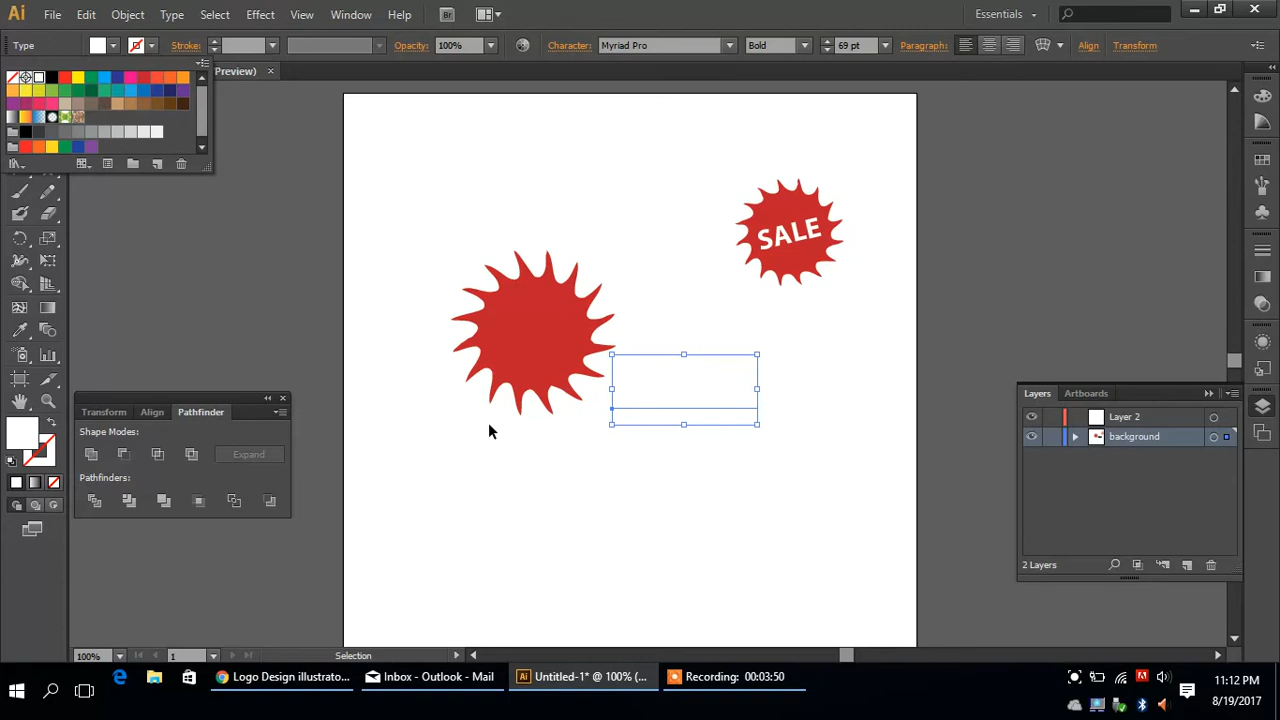 Ai File Edit Object Type Select Effect View Window Help Br Essentials
Type Stroke: Opacity: 100% Character: Myriad Pro Bold 69 pt Paragraph: Align Transform
Preview)
SALE
Transform Align Pathfinder
Shape Modes:
Expand
Pathfinders:
Layers Artboards
Layer 2
background
2 Layers
100% 1 Selection
Logo Design illustrato... Inbox - Outlook - Mail Ai Untitled-1* @ 100% (... Recording: 00:03:50
11:12 PM
8/19/2017